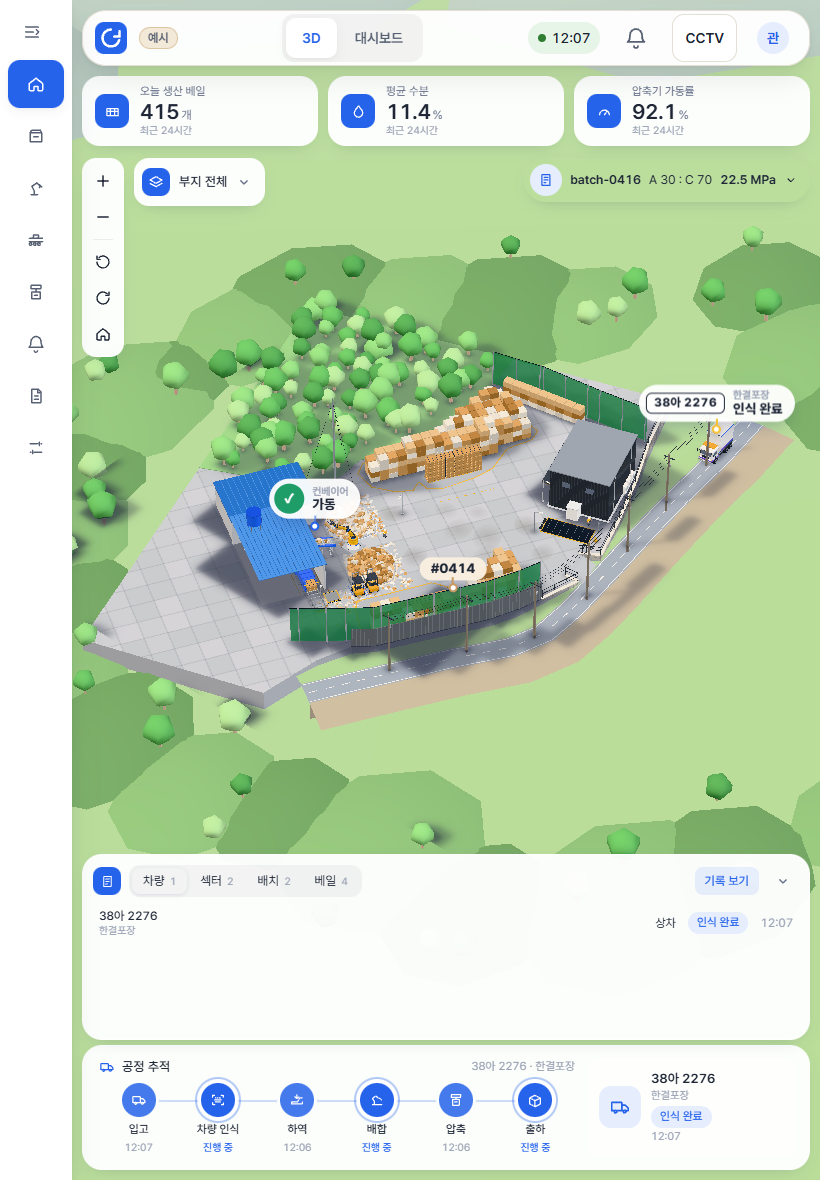 예시
3D
대시보드
12:07
CCTV
관
오늘 생산 베일
415개
최근 24시간
평균 수분
11.4%
최근 24시간
압축기 가동률
92.1%
최근 24시간
부지 전체
batch-0416 A 30 : C 70 22.5 MPa
38아 2276
한결포장
인식 완료
컨베이어
가동
#0414
차량 1
섹터 2
배치 2
베일 4
기록 보기
38아 2276
한결포장
상차
인식 완료
12:07
공정 추적
38아 2276 · 한결포장
입고
12:07
차량 인식
진행 중
하역
12:06
배합
진행 중
압축
12:06
출하
진행 중
38아 2276
한결포장
인식 완료
12:07